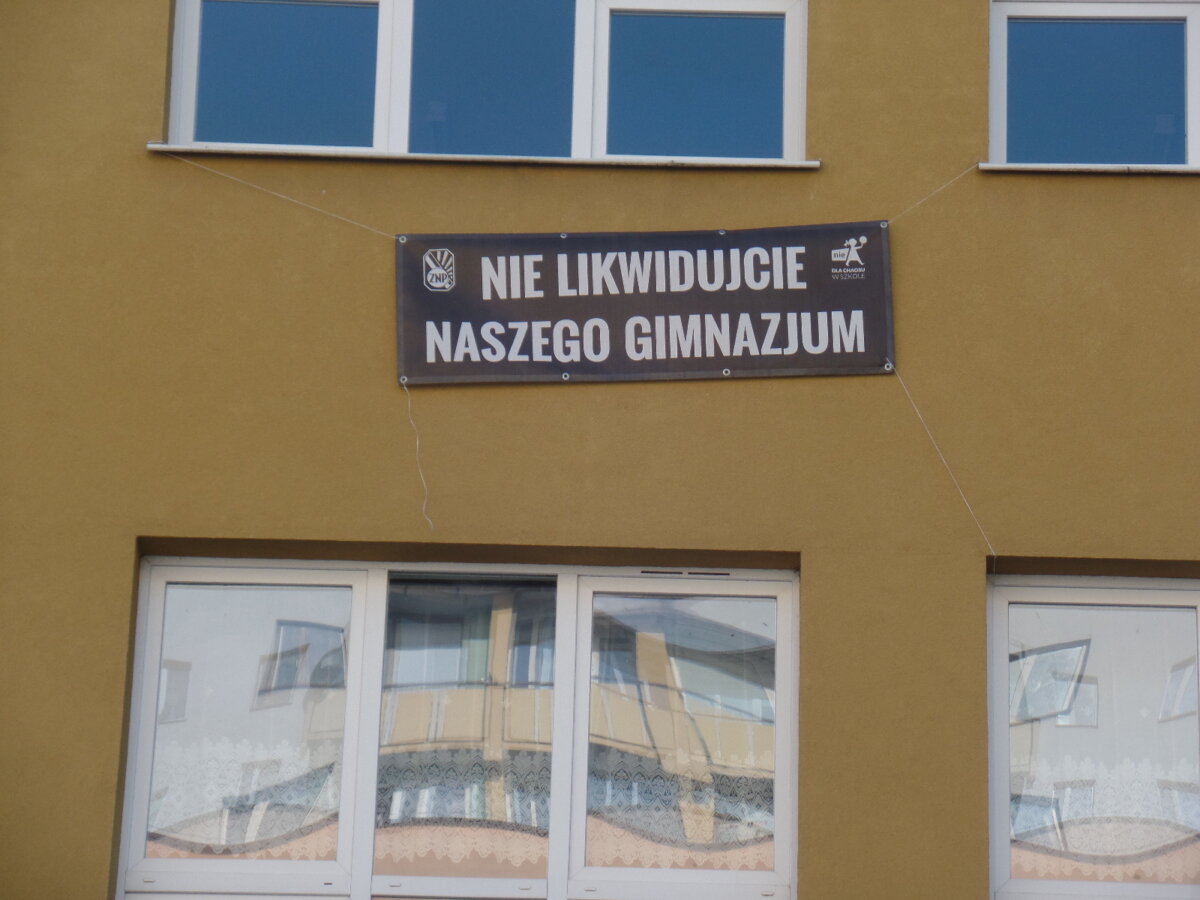 NIE LIKWIDUJCIE
NASZEGO GIMNAZJUM
ZNP
nie
DLA CHAOSU
W SZKOLE